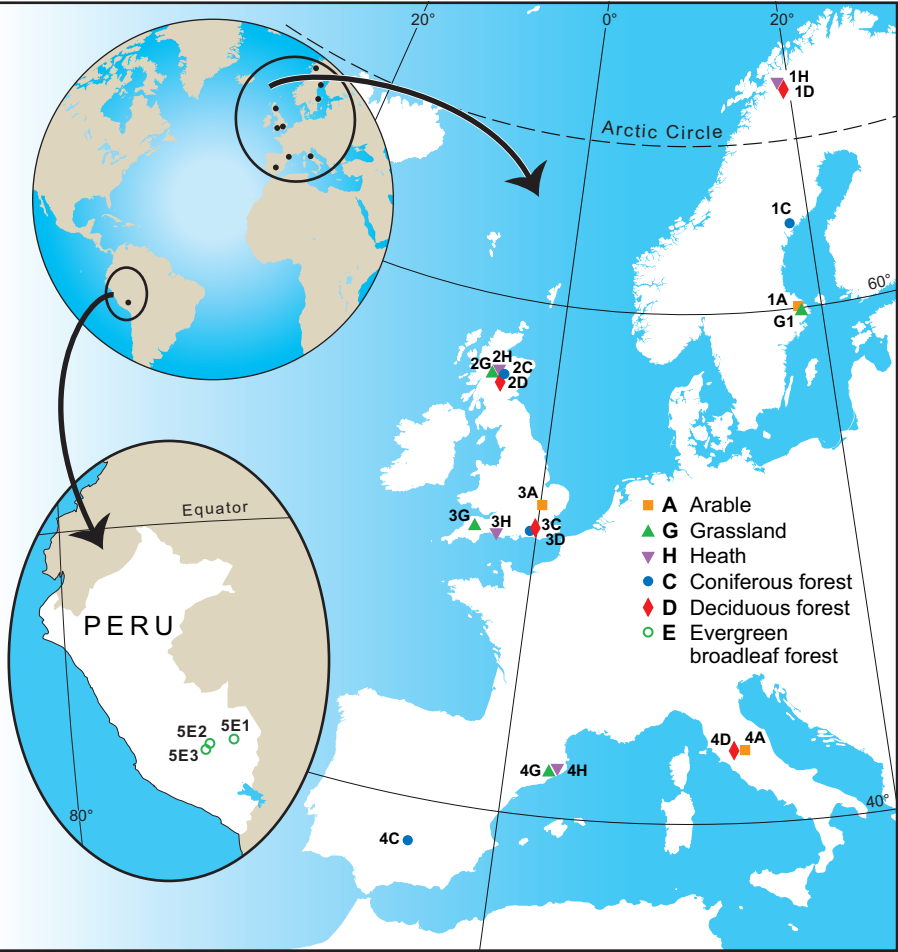 20°
0°
20°
1H
1D
Arctic Circle
1C
60°
1A
G1
2H
2G
2C
2D
3A
3G
3H
3C
3D
A Arable
G Grassland
H Heath
C Coniferous forest
D Deciduous forest
E Evergreen
broadleaf forest
Equator
PERU
5E2
5E1
5E3
80°
4D
4A
4G
4H
40°
4C